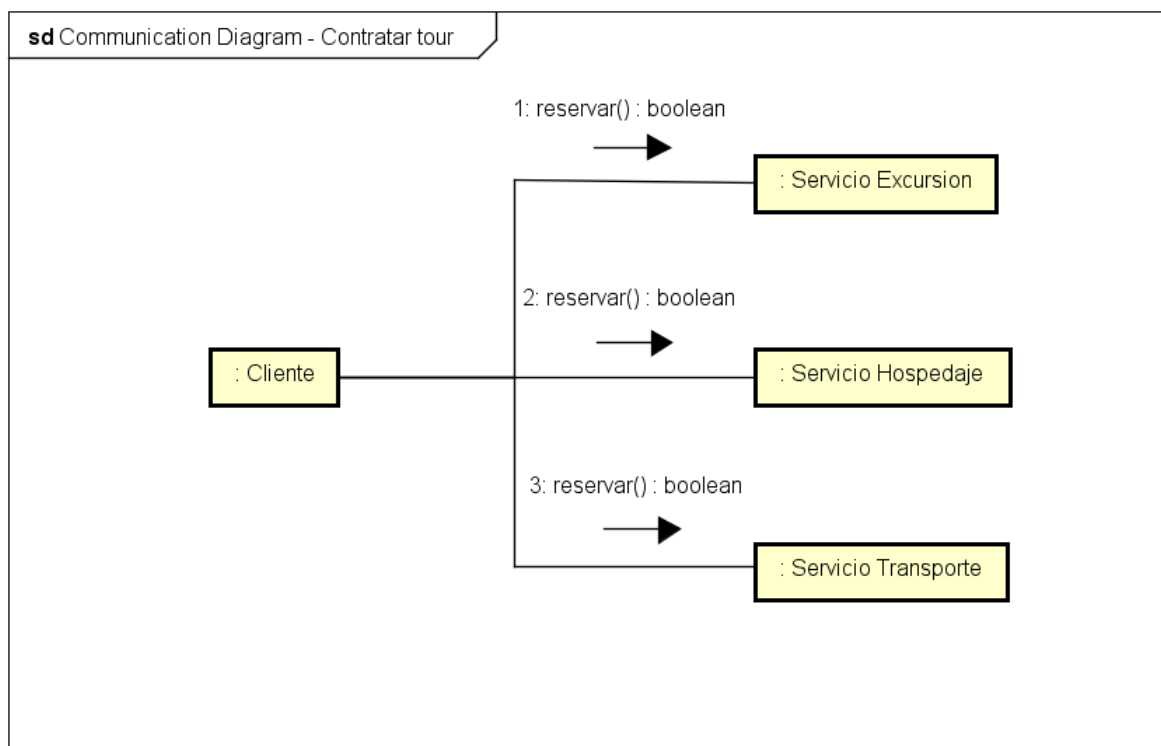 sd Communication Diagram - Contratar tour
1: reservar() : boolean
: Servicio Excursion
2: reservar() : boolean
: Cliente
: Servicio Hospedaje
3: reservar() : boolean
: Servicio Transporte